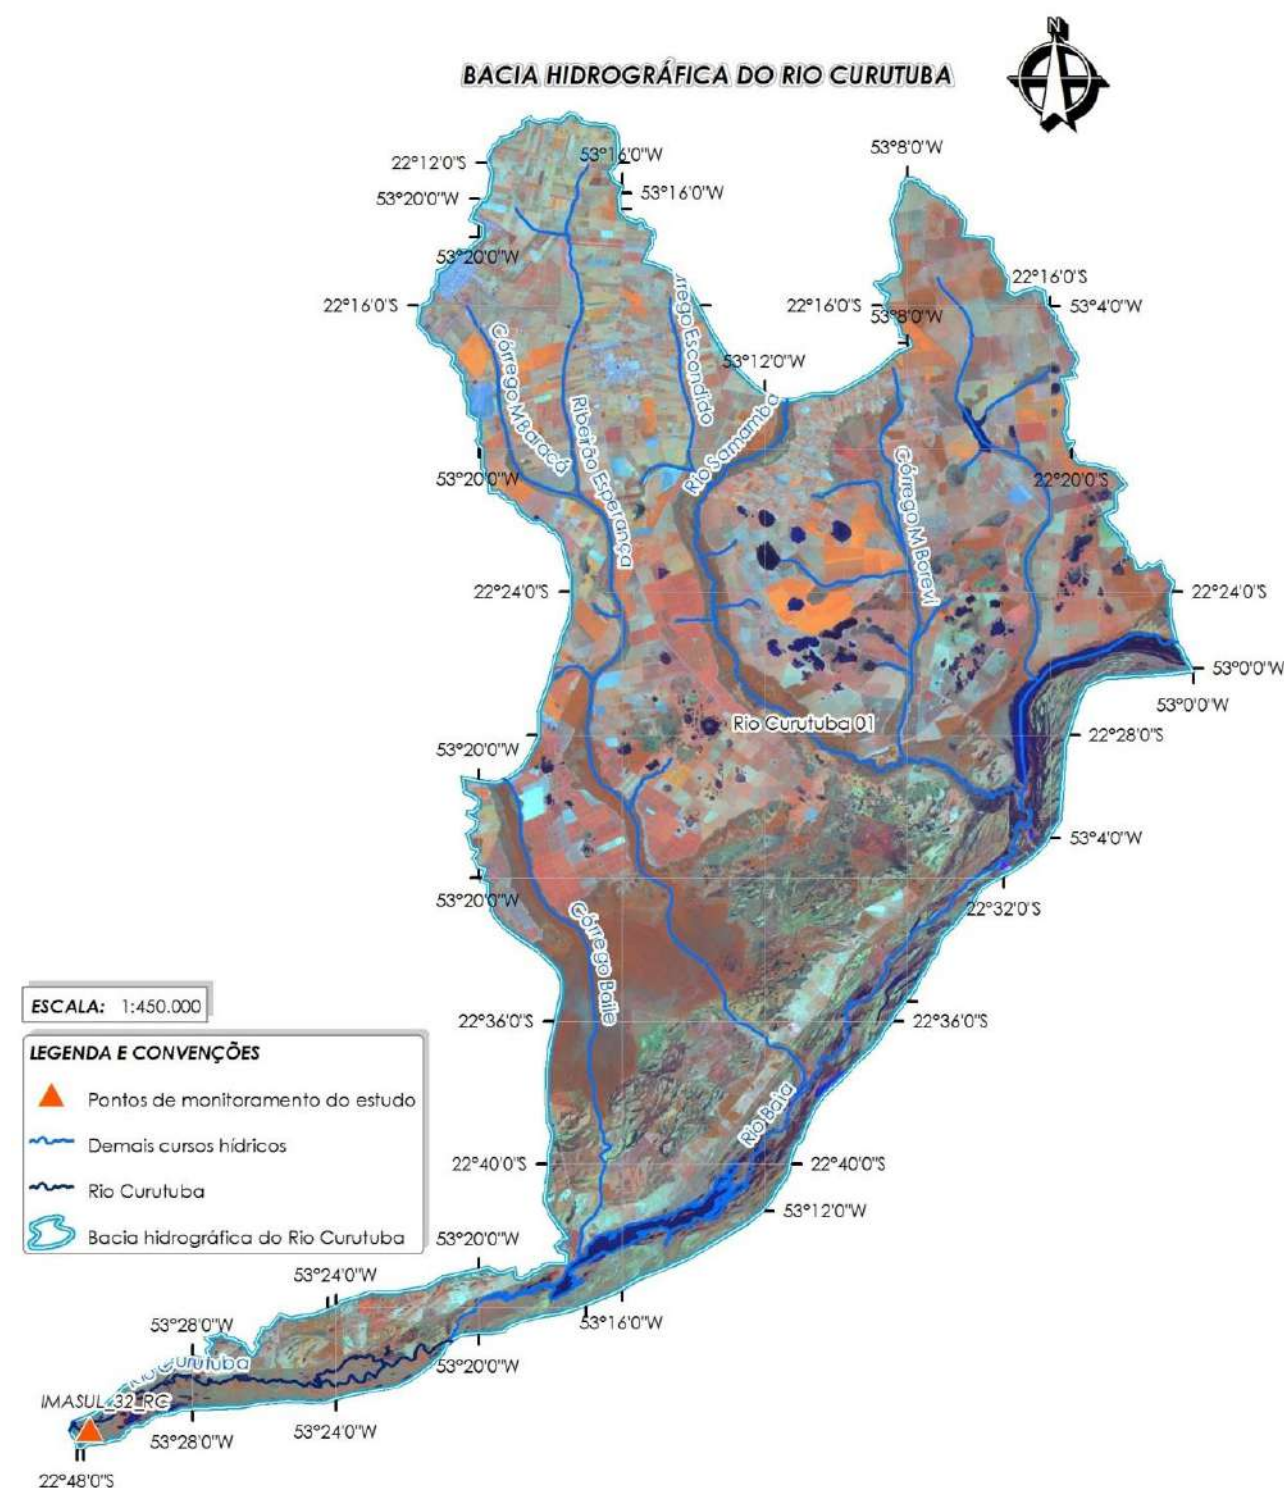 N
BACIA HIDROGRÁFICA DO RIO CURUTUBA
53°8'0"W
22°12'0"S
53°16'0"W
53°20'0"W
53°16'0"W
53°20'0"W
22°16'0"S
22°16'0"S
22°16'0"S
53°4'0"W
53°8'0"W
rrego Escondido
Córrego MBaracá
53°12'0"W
Ribeirão Esperança
Rio Samamba
53°20'0"W
22°20'0"S
Córrego M Borevi
22°24'0"S
22°24'0"S
53°0'0"W
53°0'0"W
Rio Curutuba 01
22°28'0"S
53°20'0"W
53°4'0"W
53°20'0"W
22°32'0"S
Córrego Baile
ESCALA: 1:450.000
22°36'0"S
22°36'0"S
LEGENDA E CONVENÇÕES
Pontos de monitoramento do estudo
Demais cursos hídricos
Rio Curutuba
Bacia hidrográfica do Rio Curutuba
Rio Baia
22°40'0"S
22°40'0"S
53°12'0"W
53°20'0"W
53°24'0"W
53°16'0"W
53°28'0"W
53°20'0"W
Rio Curutuba
IMASUL_32_RC
53°24'0"W
53°28'0"W
22°48'0"S